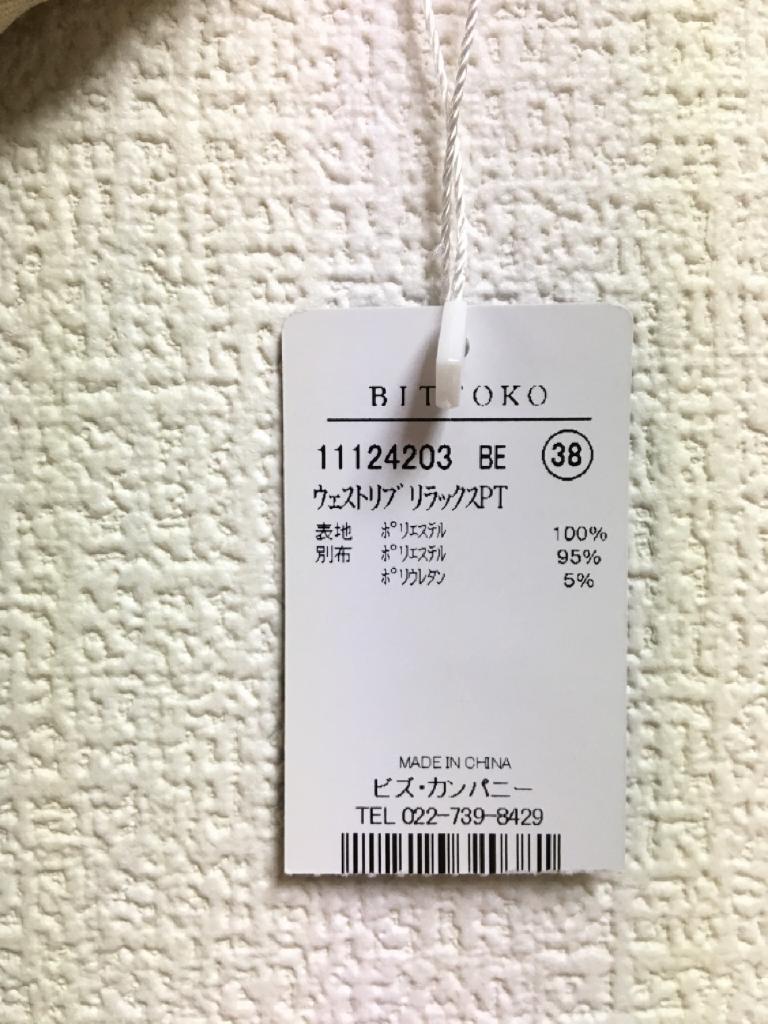 BITTOKO
11124203 BE 38
ウェストリブリラックスPT
表地 ポリエステル 100%
別布 ポリエステル 95%
ポリウレタン 5%
MADE IN CHINA
ビズ・カンパニー
TEL 022-739-8429